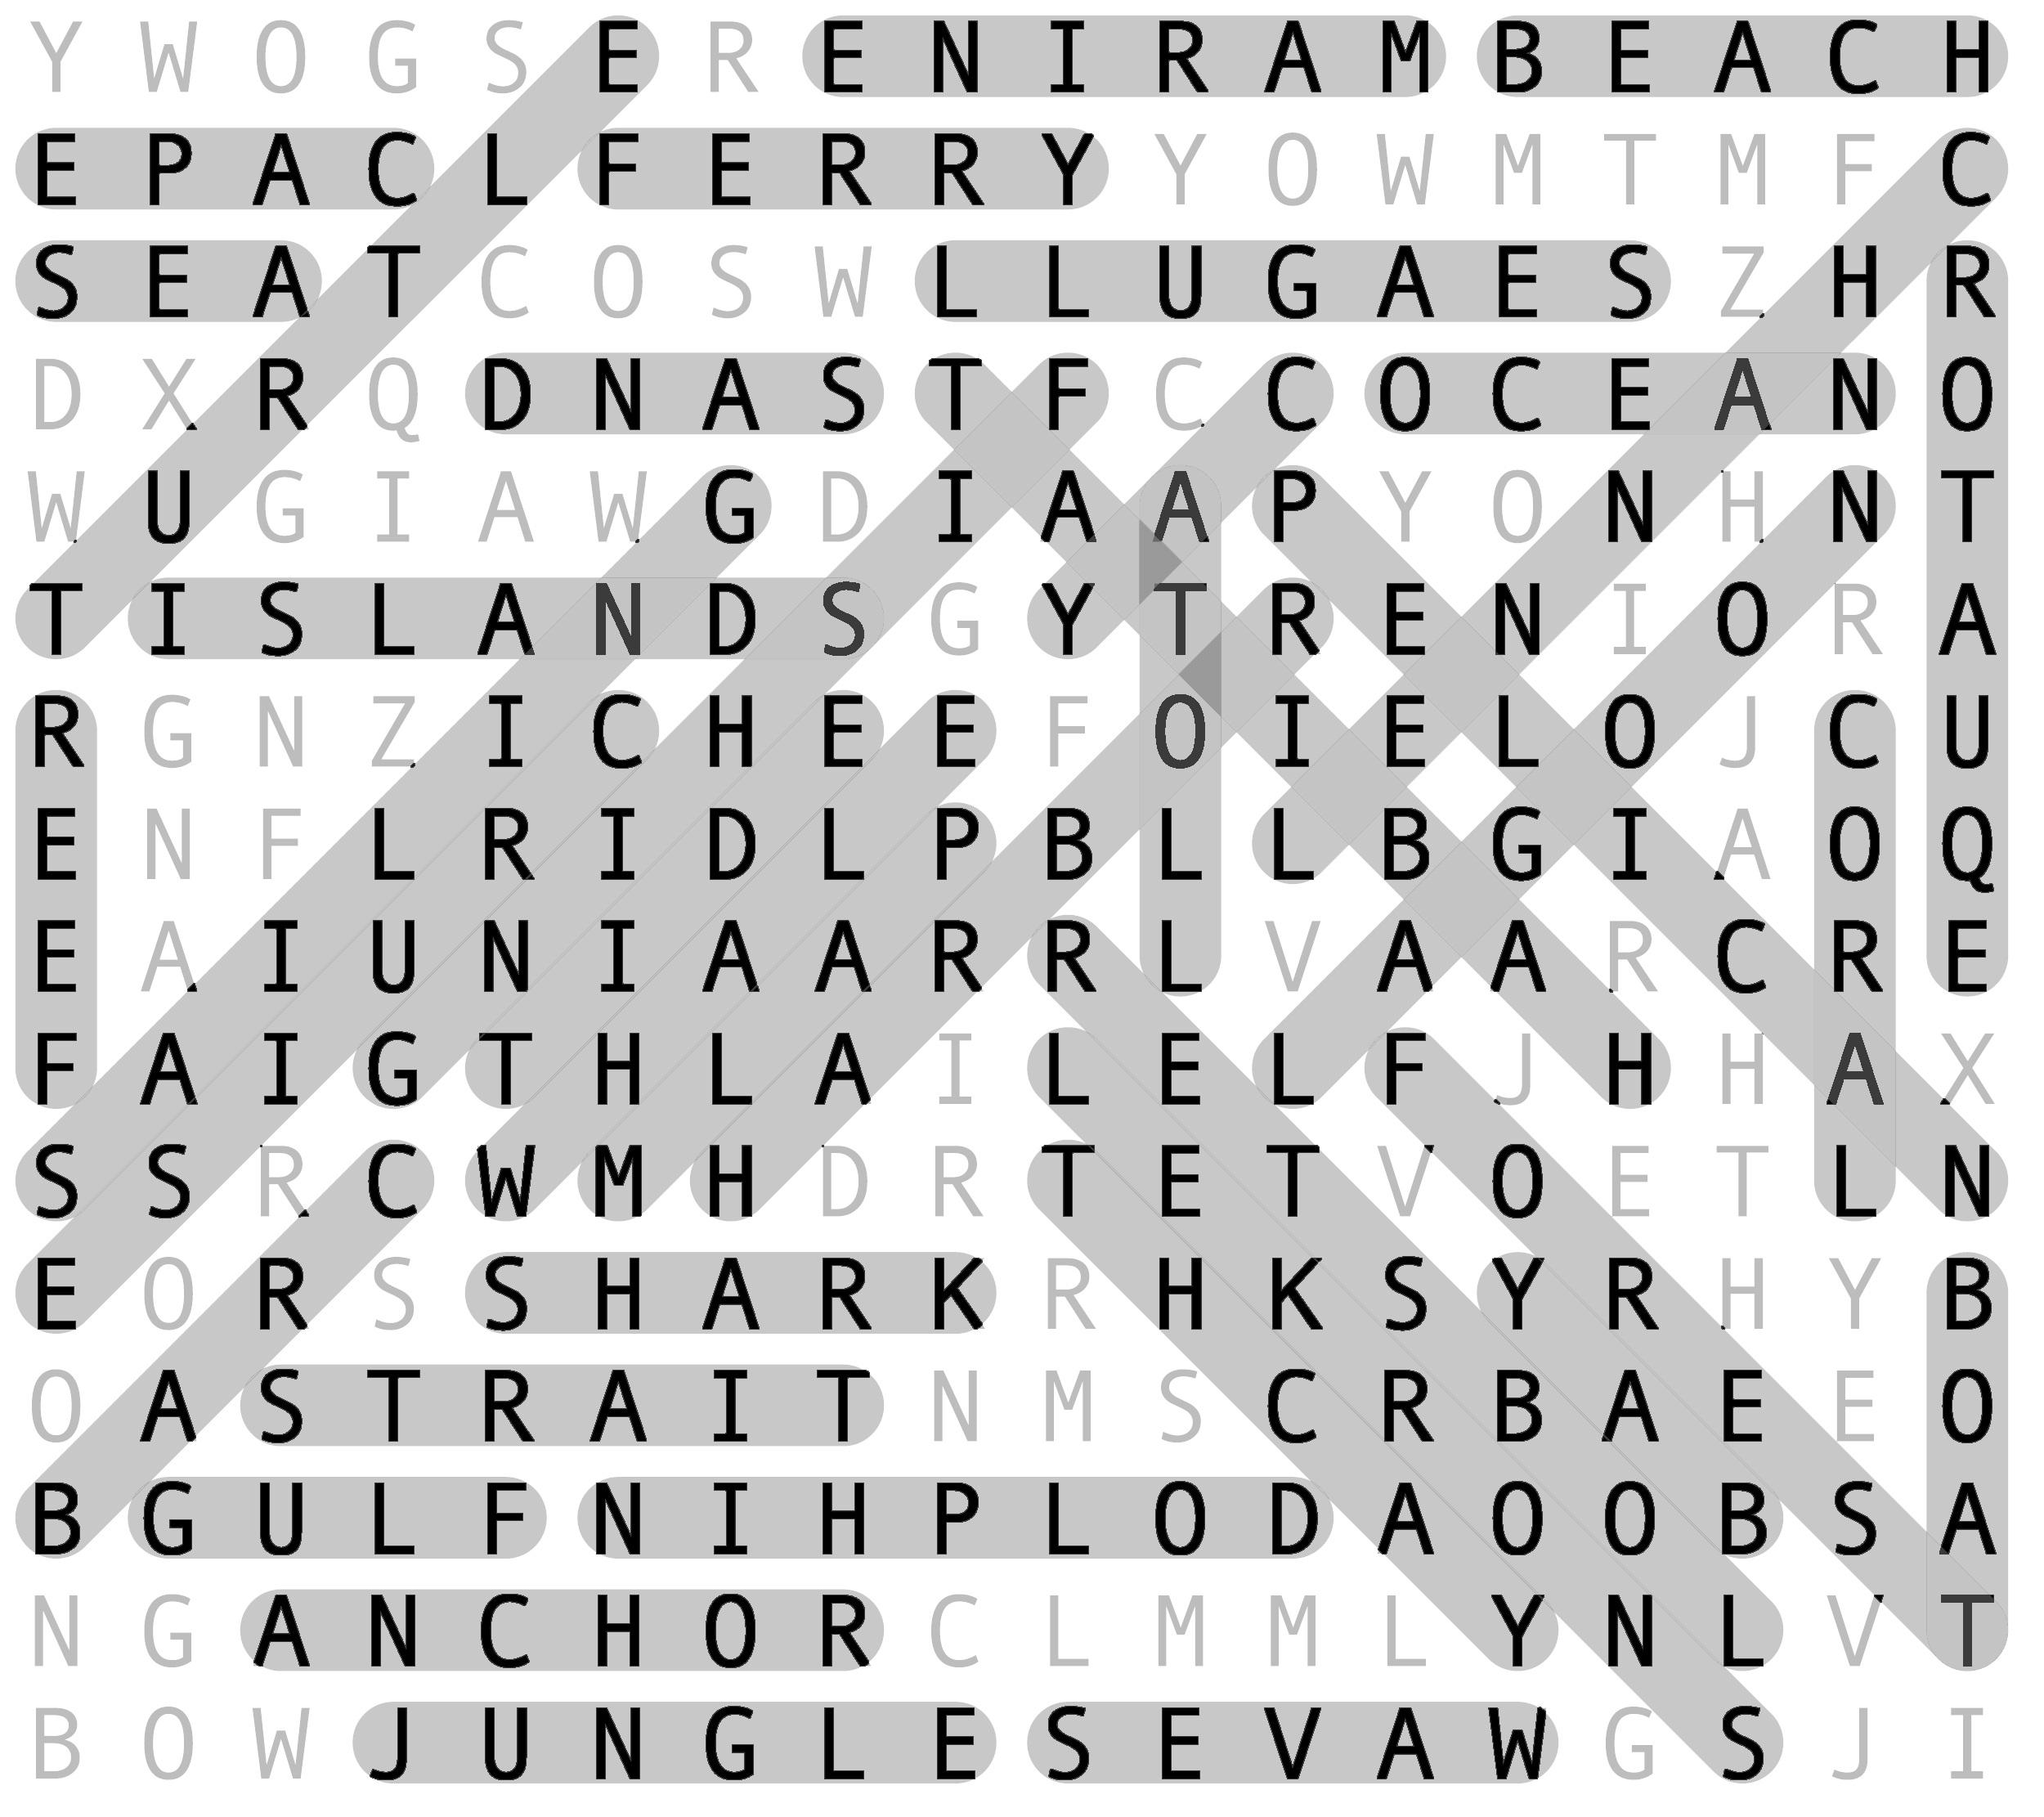 Y W O G S E R E N I R A M B E A C H
E P A C L F E R R Y Y O W M T M F C
S E A T C O S W L L U G A E S Z H R
D X R Q D N A S T F C C O C E A N O
W U G I A W G D I A A P Y O N H N T
T I S L A N D S G Y T R E N I O R A
R G N Z I C H E E F O I E L O J C U
E N F L R I D L P B L L B G I A O Q
E A I U N I A A R R L V A A R C R E
F A I G T H L A I L E L F J H H A X
S S R C W M H D R T E T V O E T L N
E O R S S H A R K R H K S Y R H Y B
O A S T R A I T N M S C R B A E E O
B G U L F N I H P L O D A O O B S A
N G A N C H O R C L M M L Y N L V T
B O W J U N G L E S E V A W G S J I